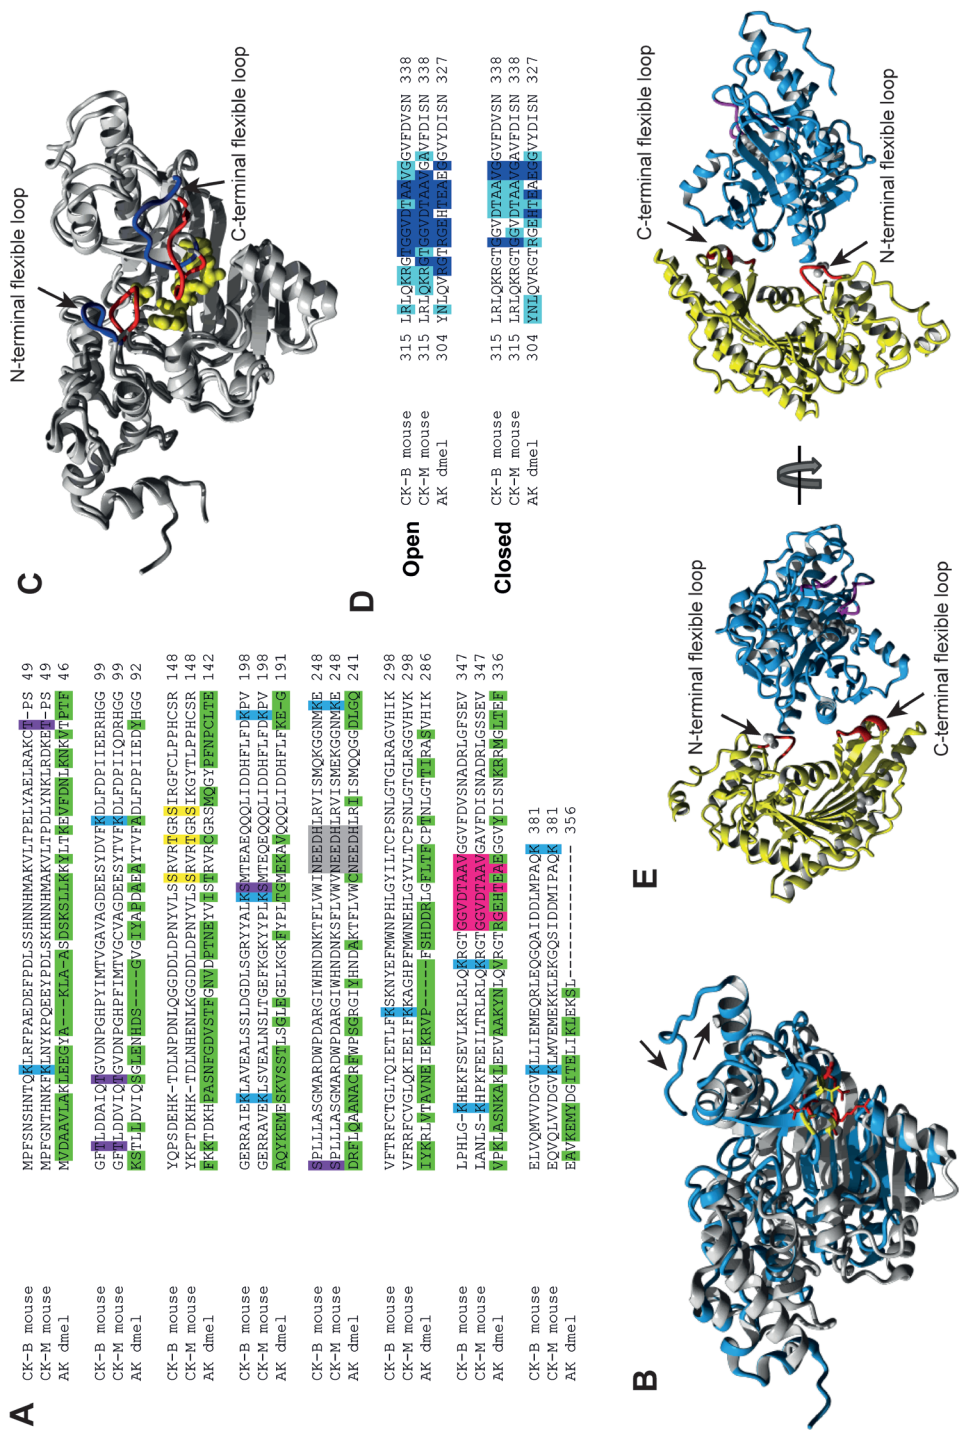 A
CK-B mouse MPFSNSHNTQKLRFPAEDEFPDLSSHNNHMAKVLTPELYAELRAKCT-PS 49
CK-M mouse MPFGNTHNKFKLNYKPQEEYPDLSKHNNHMAKVLTPDLYNKLRDKET-PS 49
AK dmel MVDAAVLAKLEEGYA---KLA-ASDSKSLLKKYLTKEVFDNLKNKVTPTF 46
CK-B mouse GFTLDDAIQTGVDNPGHPYIMTVGAVAGDEESYDVFKDLFDPIIEERHGG 99
CK-M mouse GFTLDDVIQTGVDNPGHPFIMTVGCVAGDEESYTVFKDLFDPIIQDRHGG 99
AK dmel KSTLLDVIQSGLENHDS----GVGIYAPDAEAYTVFADLFDPIIEDYHGG 92
CK-B mouse YQPSDEHK-TDLNPDNLQGGDDLDPNYVLSSRVRTGRSIRGFCLPPHCSR 148
CK-M mouse YKPTDKHK-TDLNHENLKGGDDLDPNYVLSSRVRTGRSIKGYTLPPHCSR 148
AK dmel FKKTDKHPASNFGDVSTFGNVDPTNEYVISTRVRCGRSMQGYPFNPCLTE 142
CK-B mouse GERRAIEKLAVEALSSLDGDLSGRYYALKSMTEAEQQQLIDDHFLFDKPV 198
CK-M mouse GERRAVEKLSVEALNSLTGEFKGKYYPLKSMTEQEQQQLIDDHFLFDKPV 198
AK dmel AQYKEMESKVSSTLSGLEGELKGKFYPLTGMEKAVQQQLIDDHFLFKE-G 191
CK-B mouse SPLLLASGMARDWPDARGIWHNDNKTFLVWINEEDHLRVISMQKGGNMKE 248
CK-M mouse SPLLLASGMARDWPDARGIWHNDNKSFLVWVNEEDHLRVISMEKGGNMKE 248
AK dmel DRFLQAANACRFWPSGRGIYHNDAKTFLVWCNEEDHLRIISMQQGGDLGQ 241
CK-B mouse VFTRFCTGLTQIETLFKSKNYEFMWNPHLGYILTCPSNLGTGLRAGVHIK 298
CK-M mouse VFRRFCVGLQKIEEIFKKAGHPFMWNEHLGYVLTCPSNLGTGLRGGVHVK 298
AK dmel IYKRLVTAVNEIEKRVP-----FSHDDRLGFLTFCPTNLGTTIRASVHIK 286
CK-B mouse LPHLG-KHEKFSEVLKRLRLQKRGTGGVDTAAVGGVFDVSNADRLGFSEV 347
CK-M mouse LANLS-KHPKFEEILTRLRLQKRGTGGVDTAAVGAVFDISNADRLGSSEV 347
AK dmel VPKLASNKAKLEEVAAKYNLQVRGTRGEHTEAEGGVYDISNKRRMGLTEF 336
CK-B mouse ELVQMVVDGVKLLIEMEQRLEQGQAIDDLMPAQK 381
CK-M mouse EQVQLVVDGVKLMVEMEKKLEKGQSIDDMIPAQK 381
AK dmel EAVKEMYDGITELIKLEKSL-------------- 356
B
C
N-terminal flexible loop
C-terminal flexible loop
D
Open
CK-B mouse 315 LRLQKRGTGGVDTAAVGGVFDVSN 338
CK-M mouse 315 LRLQKRGTGGVDTAAVGAVFDISN 338
AK dmel 304 YNLQVRGTRGEHTEAEGGVYDISN 327
Closed
CK-B mouse 315 LRLQKRGTGGVDTAAVGGVFDVSN 338
CK-M mouse 315 LRLQKRGTGGVDTAAVGAVFDISN 338
AK dmel 304 YNLQVRGTRGEHTEAEGGVYDISN 327
E
N-terminal flexible loop
C-terminal flexible loop
C-terminal flexible loop
N-terminal flexible loop